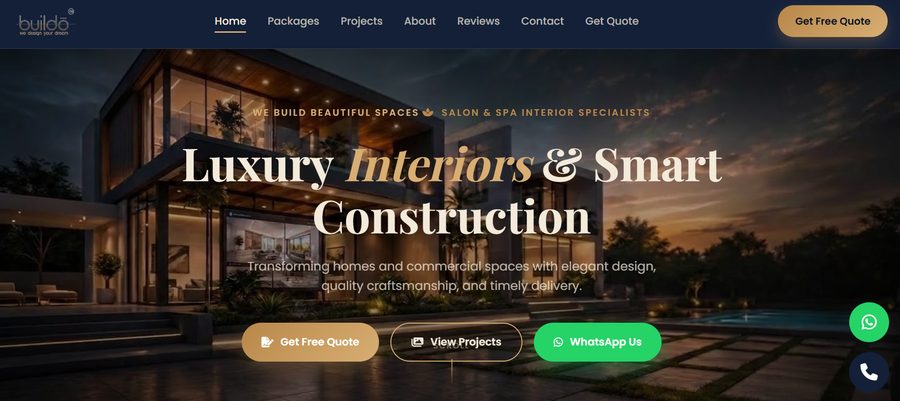 buildō
we design your dream
Home
Packages
Projects
About
Reviews
Contact
Get Quote
Get Free Quote
WE BUILD BEAUTIFUL SPACES SALON & SPA INTERIOR SPECIALISTS
Luxury Interiors & Smart
Construction
Transforming homes and commercial spaces with elegant design,
quality craftsmanship, and timely delivery.
Get Free Quote
View Projects
WhatsApp Us